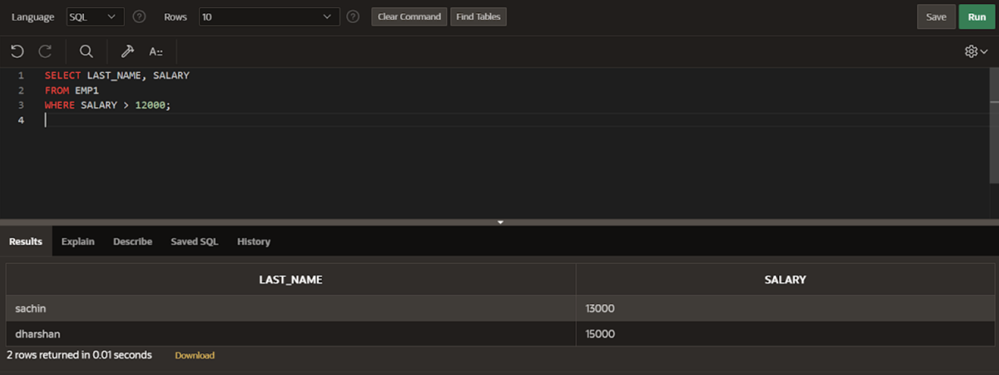 Language SQL Rows 10 Clear Command Find Tables Save Run
A::
1 SELECT LAST_NAME, SALARY
2 FROM EMP1
3 WHERE SALARY > 12000;
4
Results Explain Describe Saved SQL History
LAST_NAME SALARY
sachin 13000
dharshan 15000
2 rows returned in 0.01 seconds Download